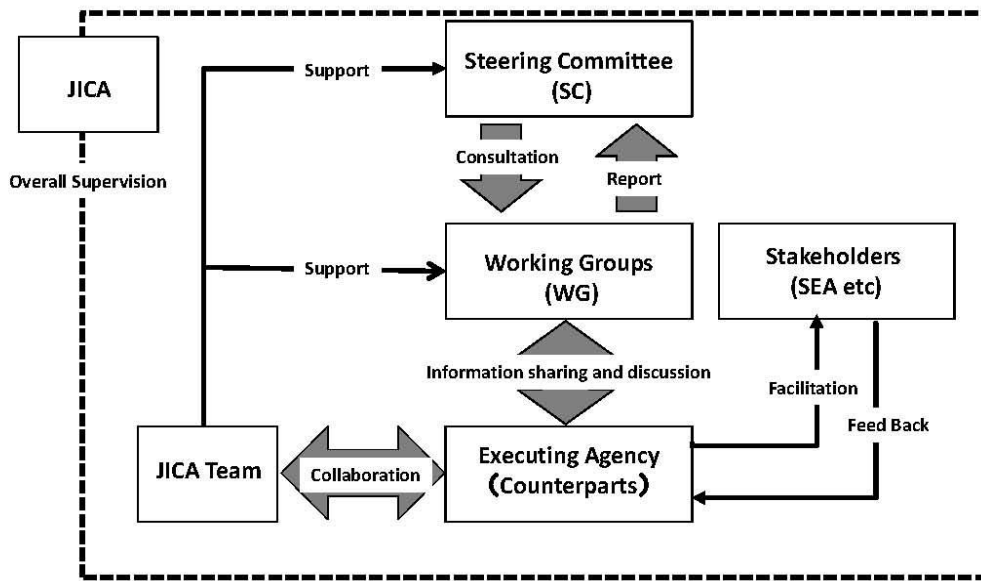 JICA
Overall Supervision
Support
Steering Committee
(SC)
Consultation
Report
Support
Working Groups
(WG)
Stakeholders
(SEA etc)
Information sharing and discussion
Facilitation
Feed Back
JICA Team
Collaboration
Executing Agency
(Counterparts)